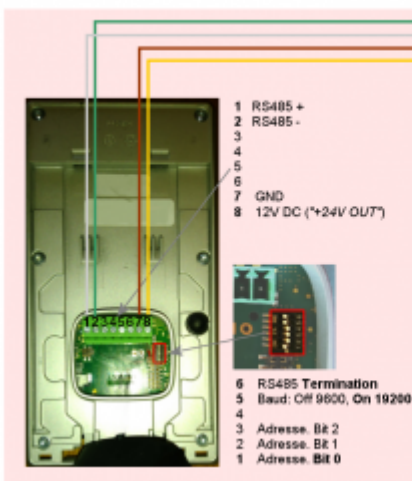 1 RS485 +
2 RS485 -
3
4
5
6
7 GND
8 12V DC ("+24V OUT")
12345678
6 RS485 Termination
5 Baud: Off 9600, On 19200
4
3 Adresse. Bit 2
2 Adresse. Bit 1
1 Adresse. Bit 0